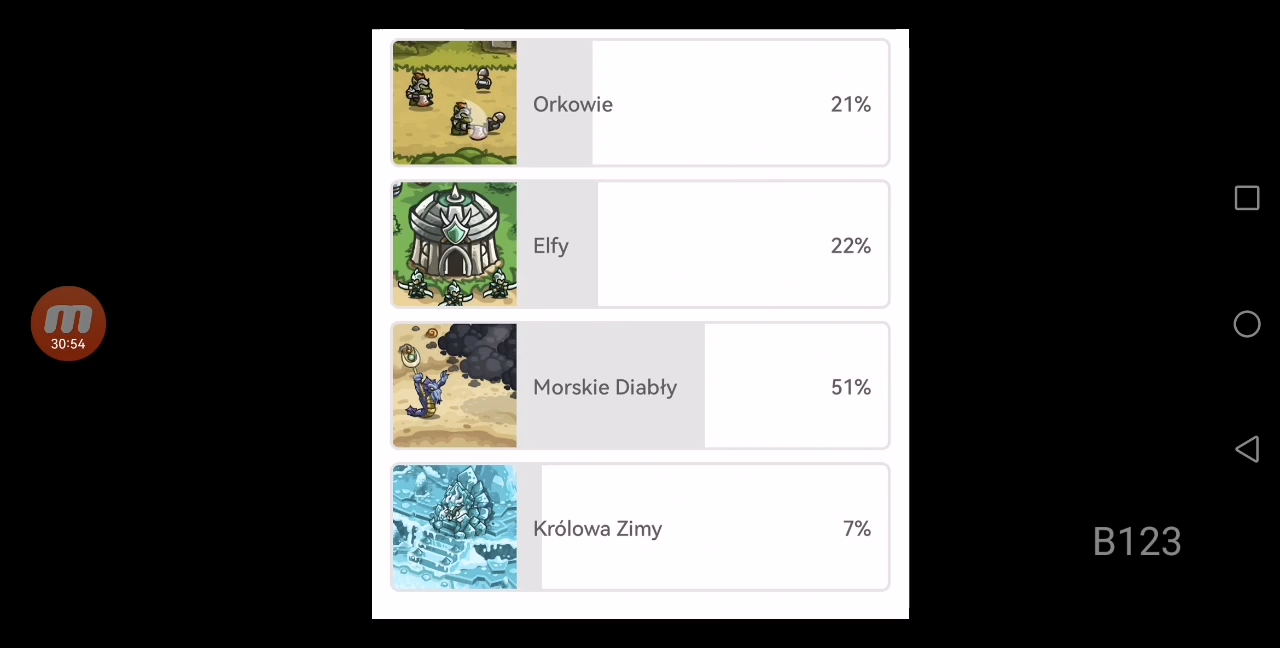 Orkowie 21%
Elfy 22%
Morskie Diabły 51%
Królowa Zimy 7%
m
30:54
B123